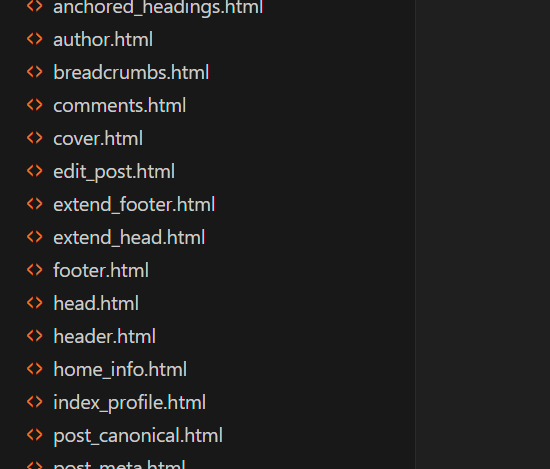 anchored_headings.html
author.html
breadcrumbs.html
comments.html
cover.html
edit_post.html
extend_footer.html
extend_head.html
footer.html
head.html
header.html
home_info.html
index_profile.html
post_canonical.html
post_meta.html